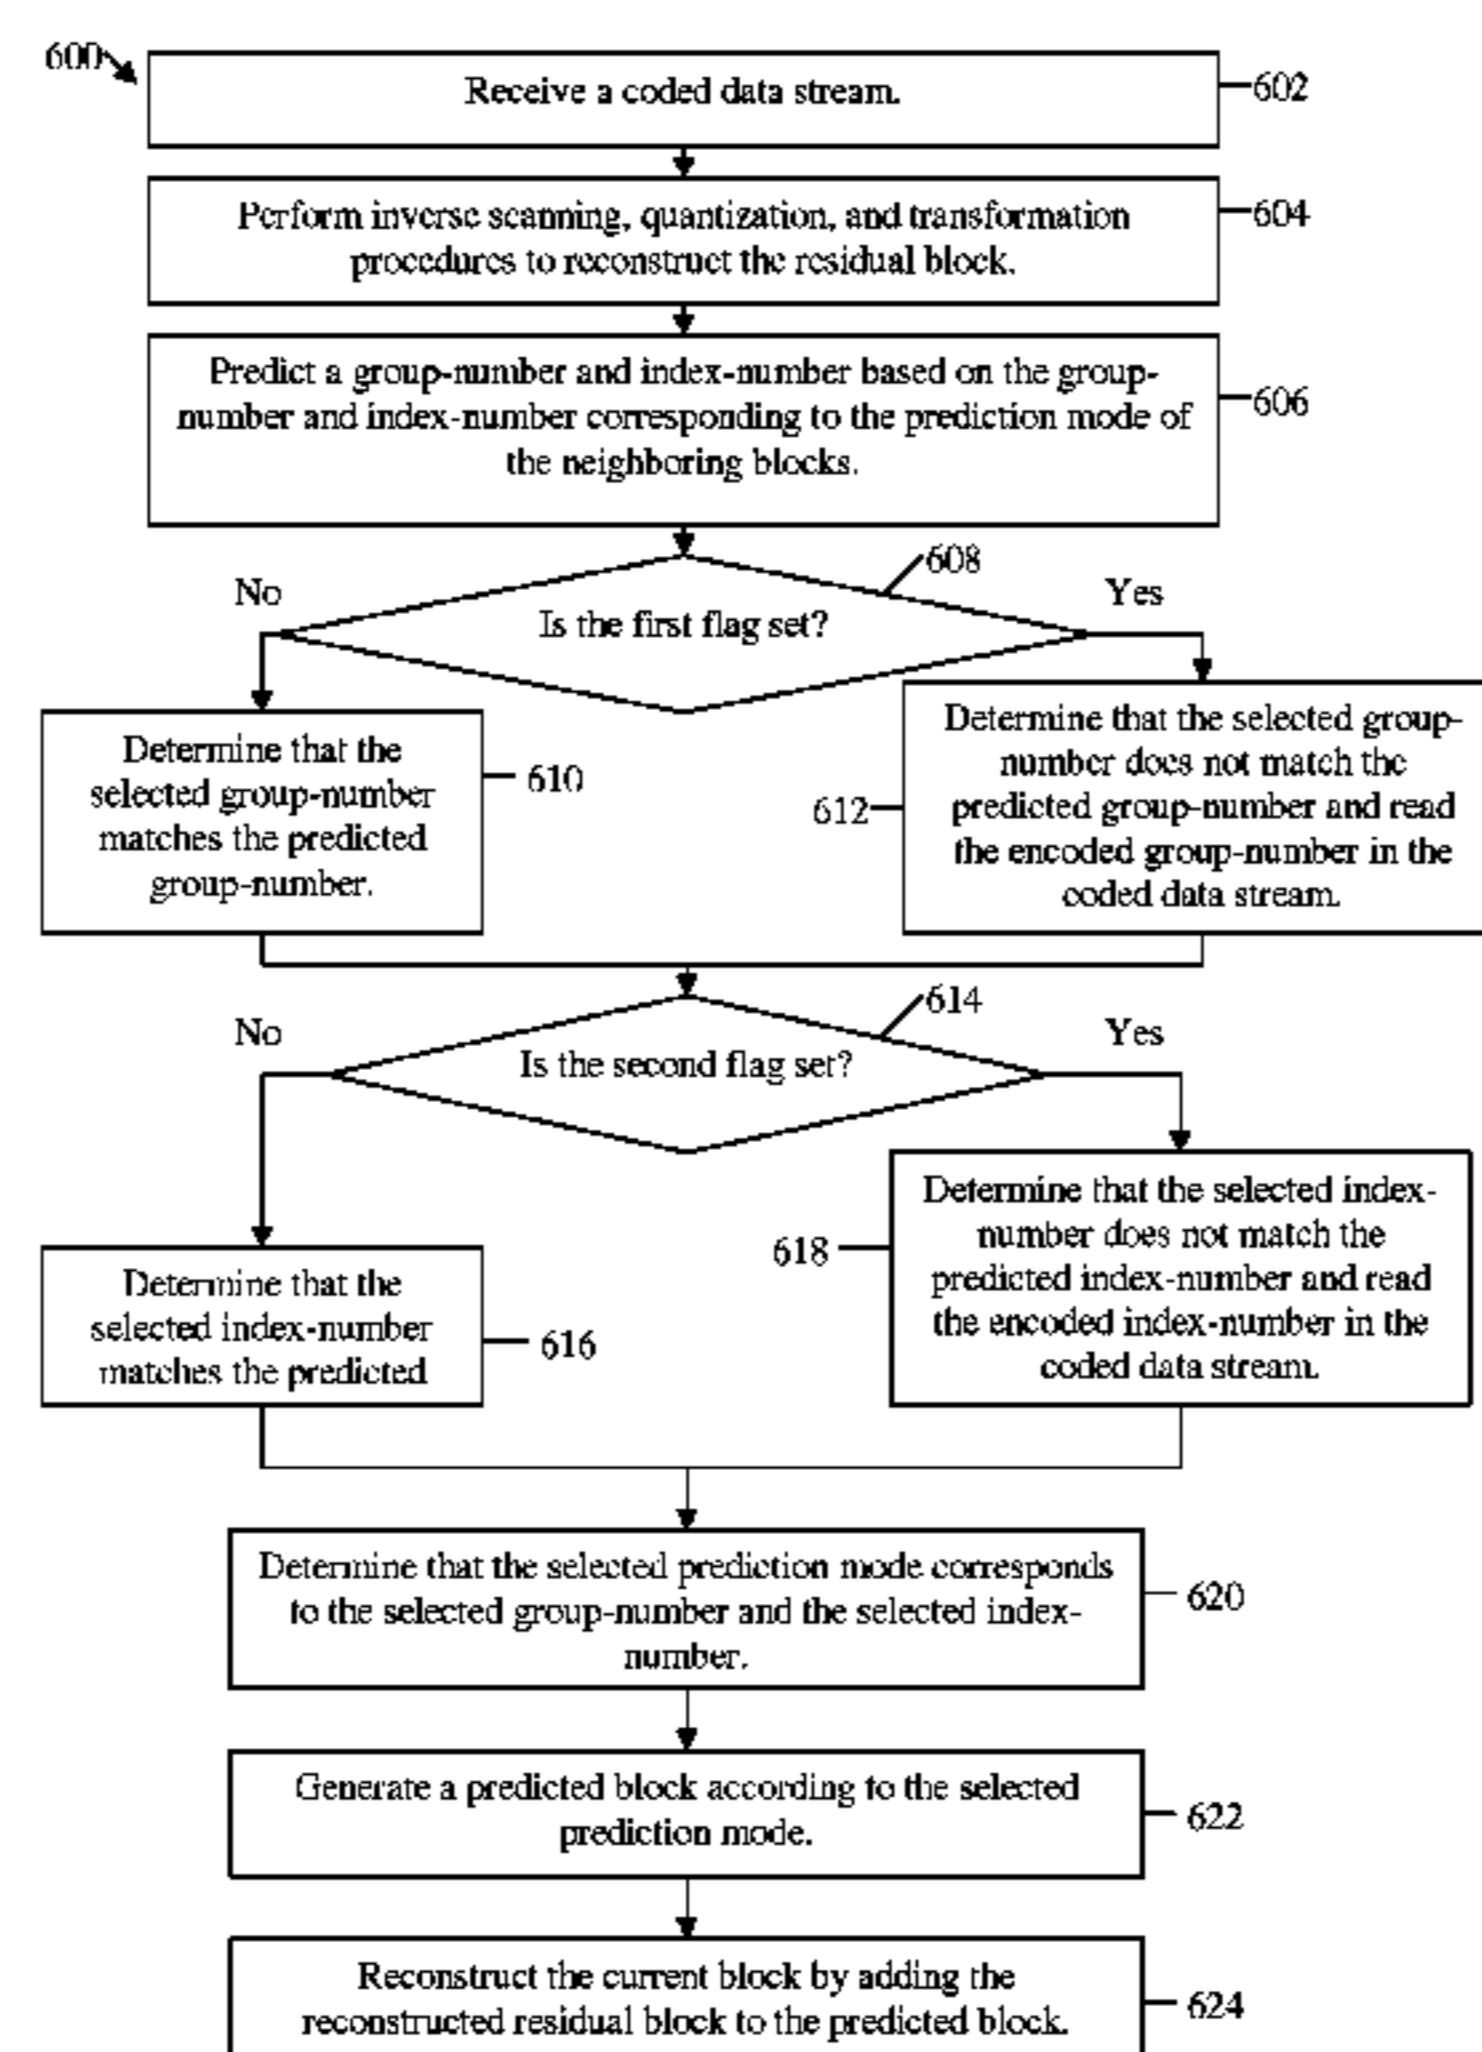 600
Receive a coded data stream.
602
Perform inverse scanning, quantization, and transformation
procedures to reconstruct the residual block.
604
Predict a group-number and index-number based on the group-
number and index-number corresponding to the prediction mode of
the neighboring blocks.
606
608
No
Yes
Is the first flag set?
Determine that the
selected group-number
matches the predicted
group-number.
610
Determine that the selected group-
number does not match the
predicted group-number and read
the encoded group-number in the
coded data stream.
612
614
No
Yes
Is the second flag set?
Determine that the
selected index-number
matches the predicted
616
Determine that the selected index-
number does not match the
predicted index-number and read
the encoded index-number in the
coded data stream.
618
Determine that the selected prediction mode corresponds
to the selected group-number and the selected index-
number.
620
Generate a predicted block according to the selected
prediction mode.
622
Reconstruct the current block by adding the
reconstructed residual block to the predicted block.
624